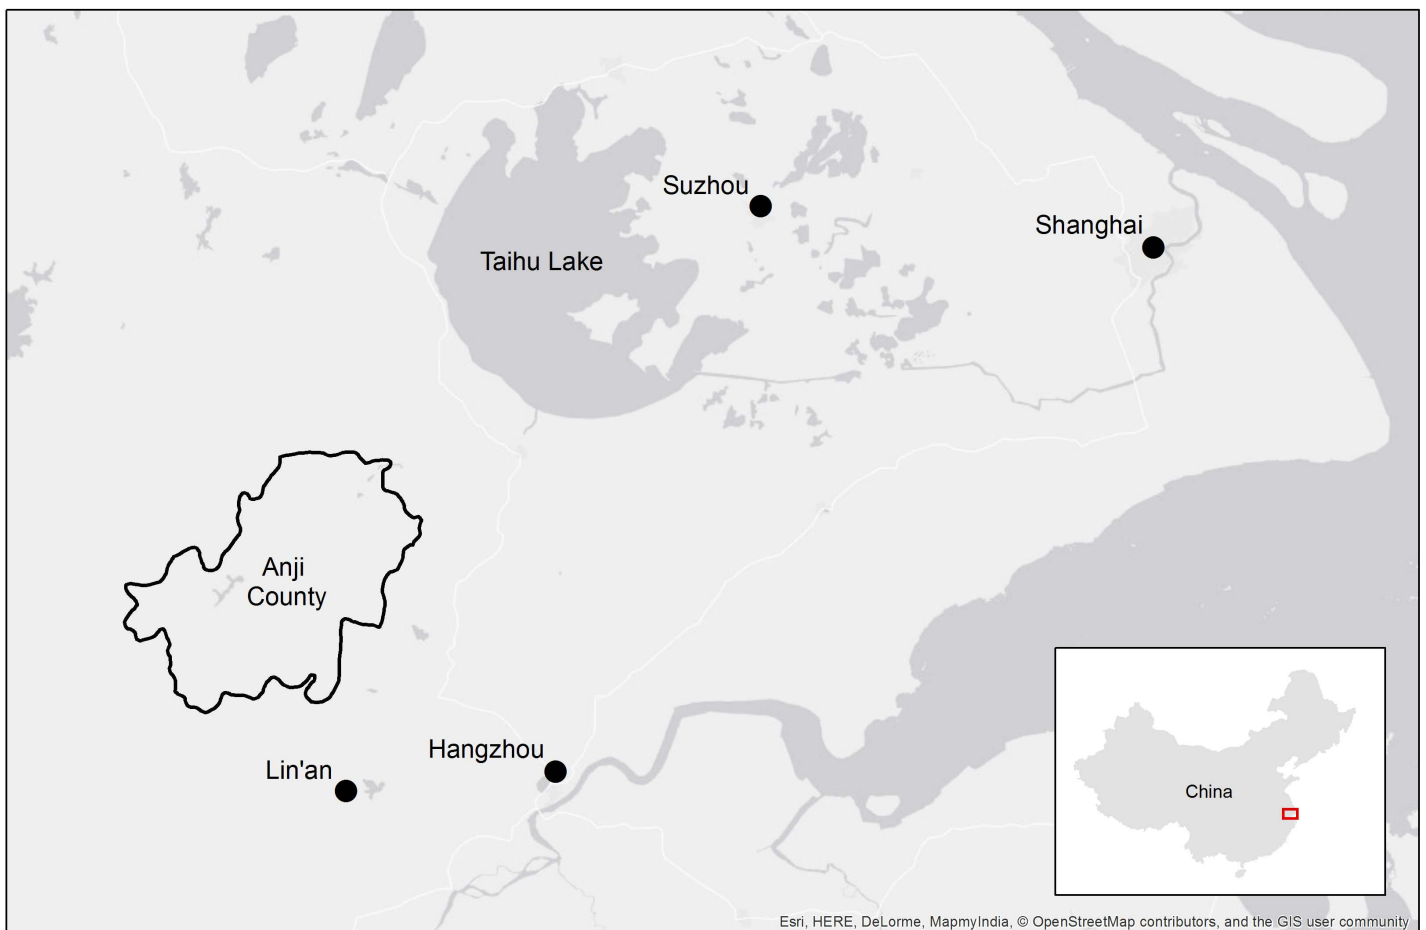 Suzhou
Shanghai
Taihu Lake
Anji
County
Hangzhou
Lin'an
China
Esri, HERE, DeLorme, MapmyIndia, © OpenStreetMap contributors, and the GIS user community